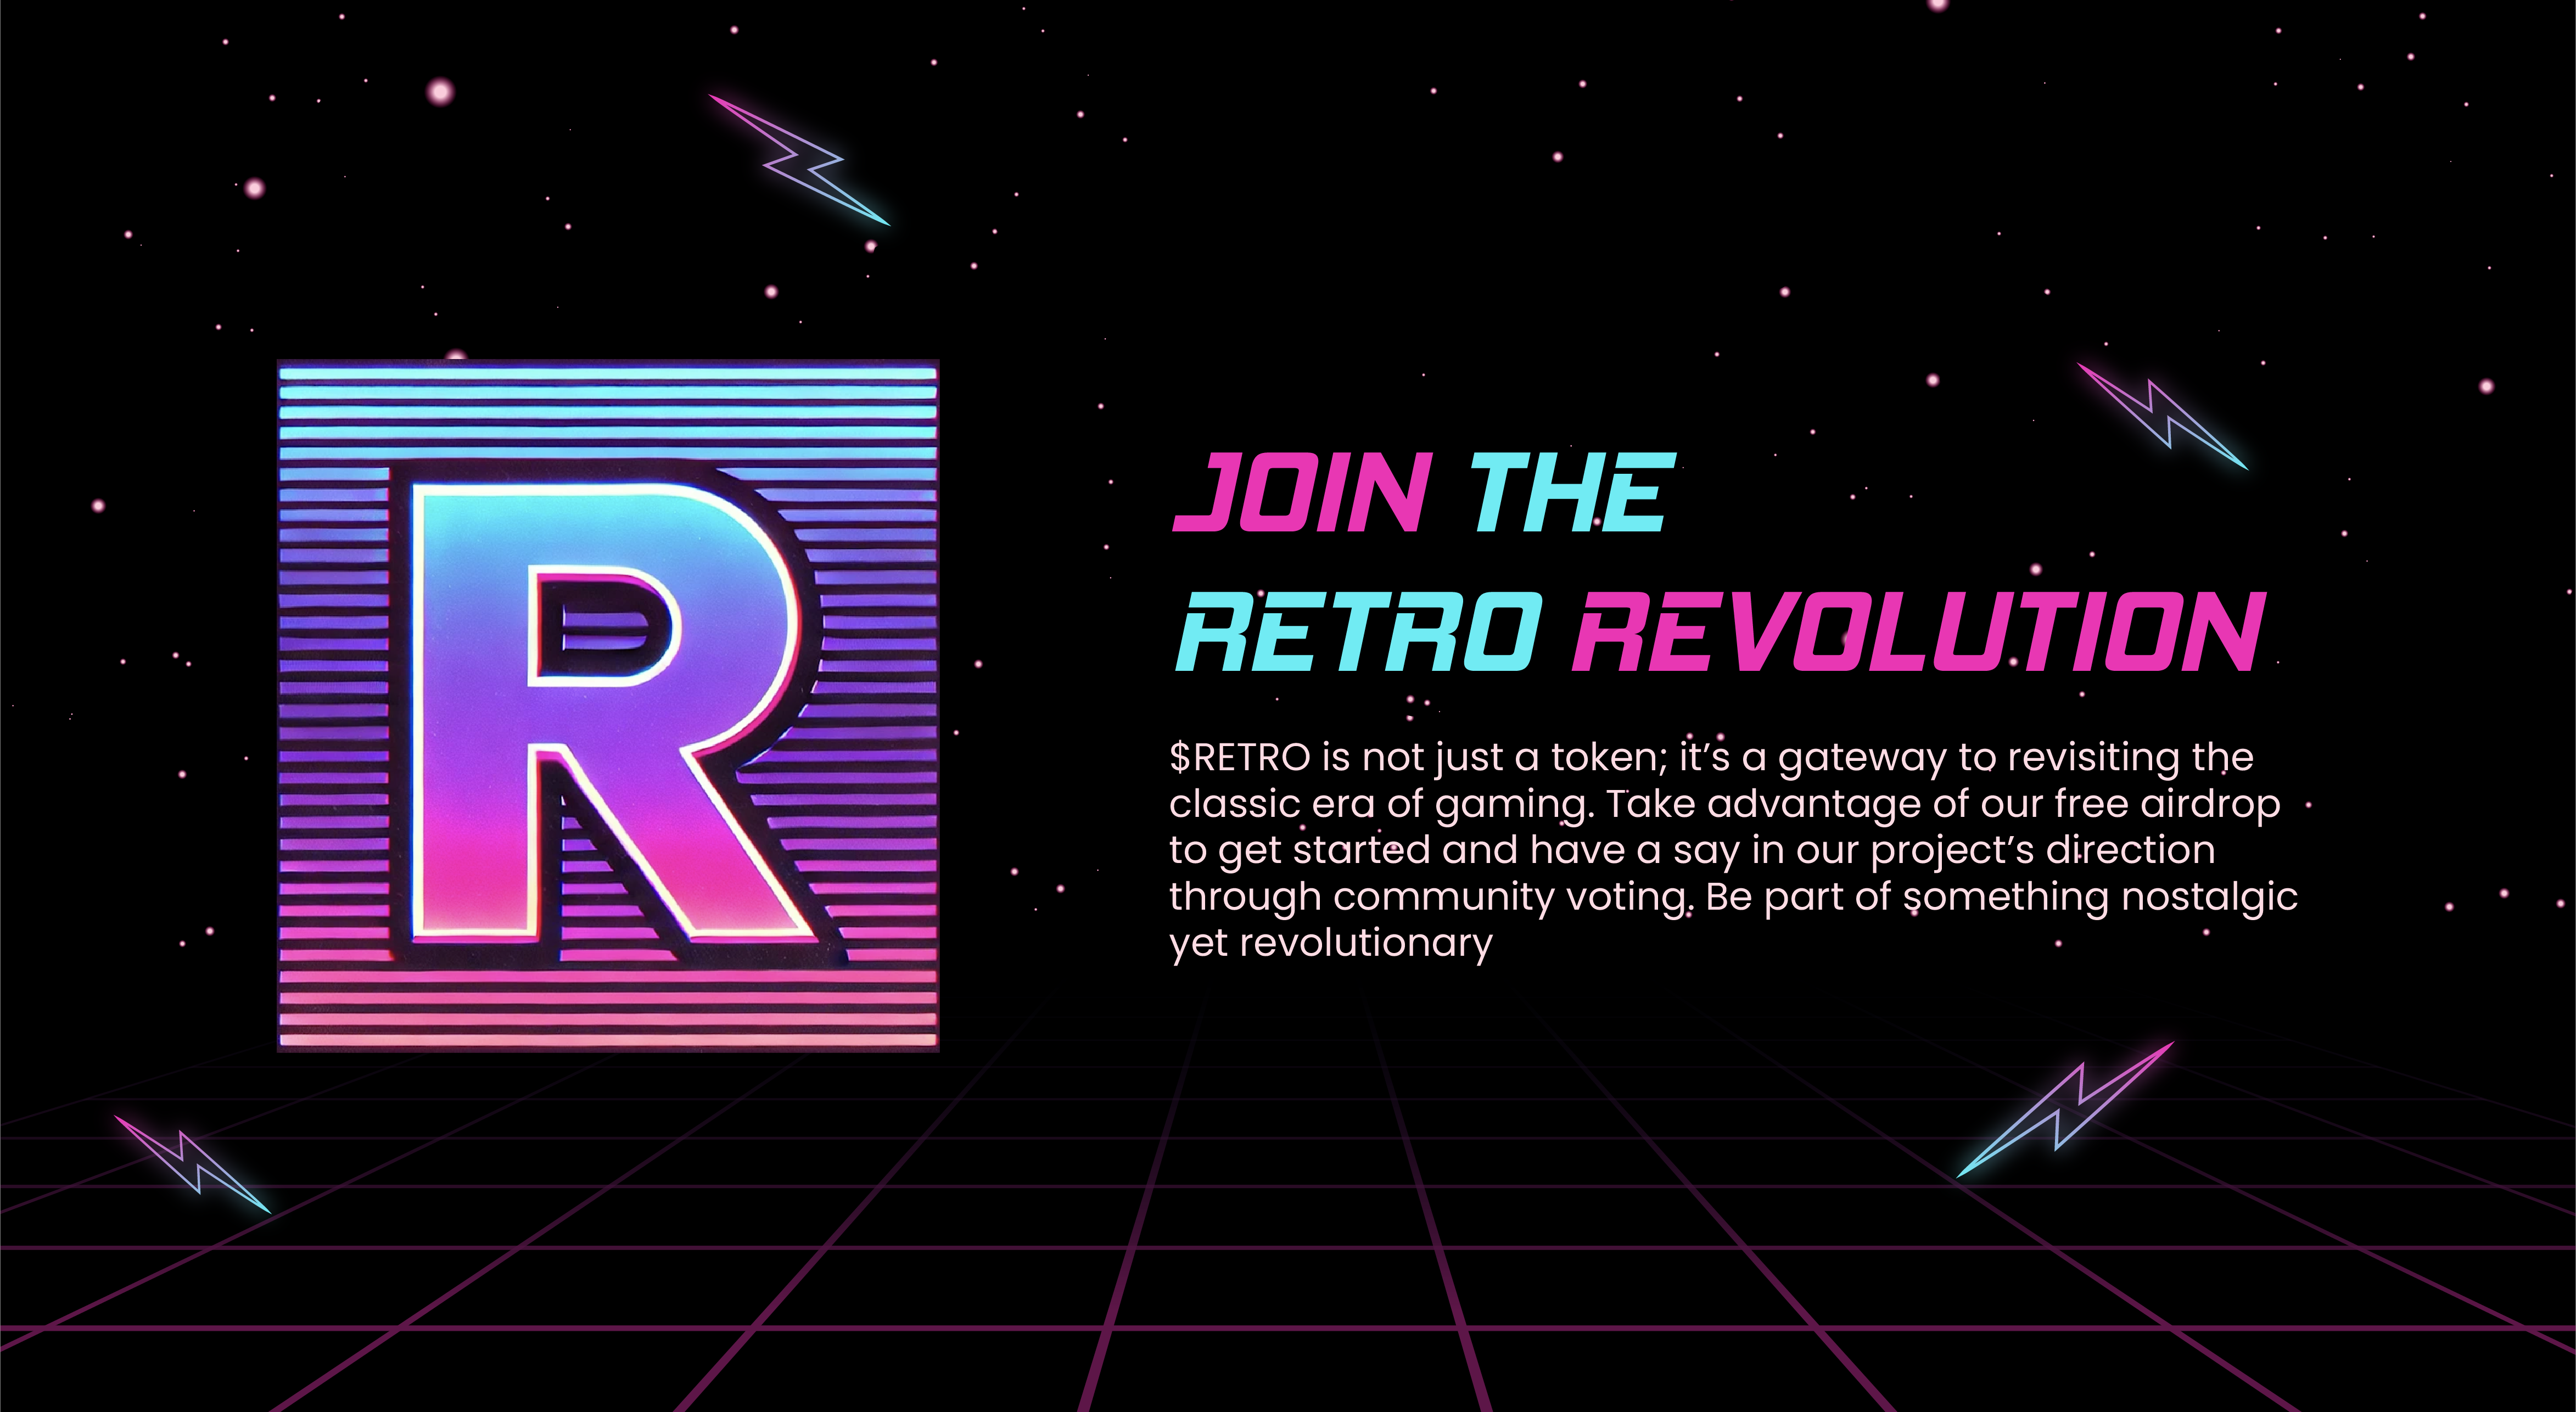 R
JOIN THE
RETRO REVOLUTION
$RETRO is not just a token; it’s a gateway to revisiting the
classic era of gaming. Take advantage of our free airdrop
to get started and have a say in our project’s direction
through community voting. Be part of something nostalgic
yet revolutionary